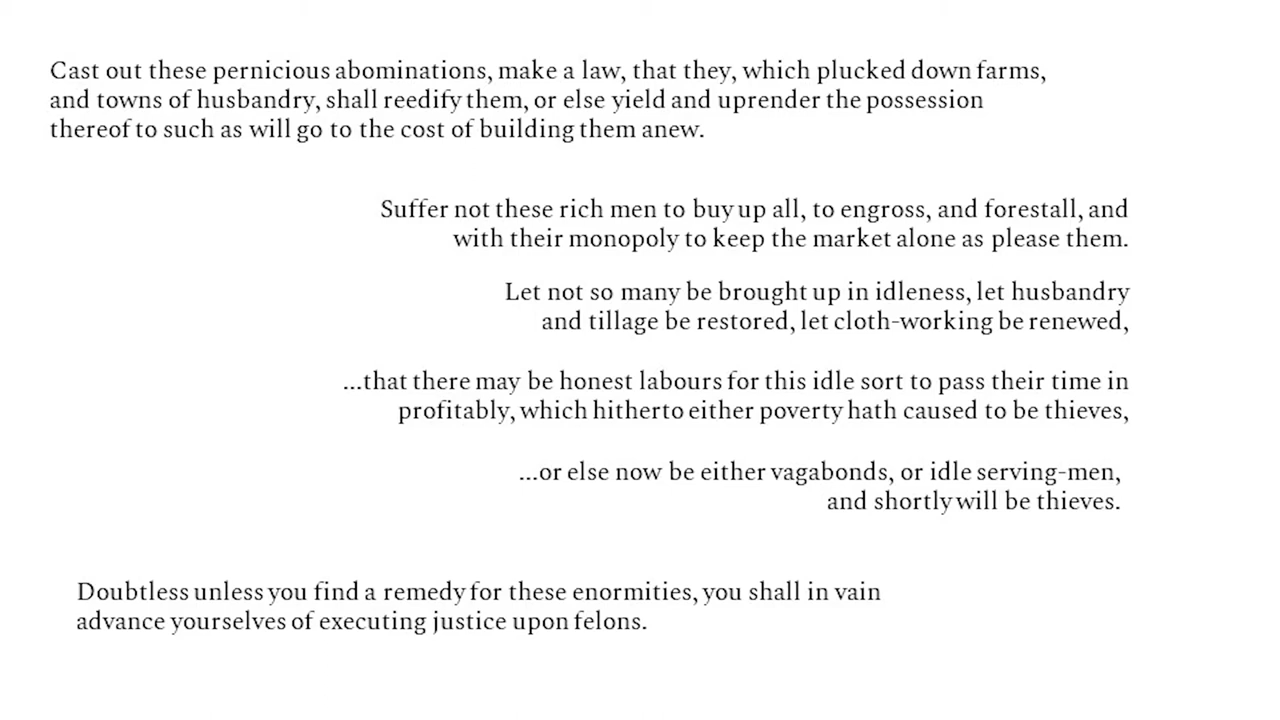 Cast out these pernicious abominations, make a law, that they, which plucked down farms,
and towns of husbandry, shall reedify them, or else yield and uprender the possession
thereof to such as will go to the cost of building them anew.
Suffer not these rich men to buy up all, to engross, and forestall, and
with their monopoly to keep the market alone as please them.
Let not so many be brought up in idleness, let husbandry
and tillage be restored, let cloth-working be renewed,
...that there may be honest labours for this idle sort to pass their time in
profitably, which hitherto either poverty hath caused to be thieves,
...or else now be either vagabonds, or idle serving-men,
and shortly will be thieves.
Doubtless unless you find a remedy for these enormities, you shall in vain
advance yourselves of executing justice upon felons.